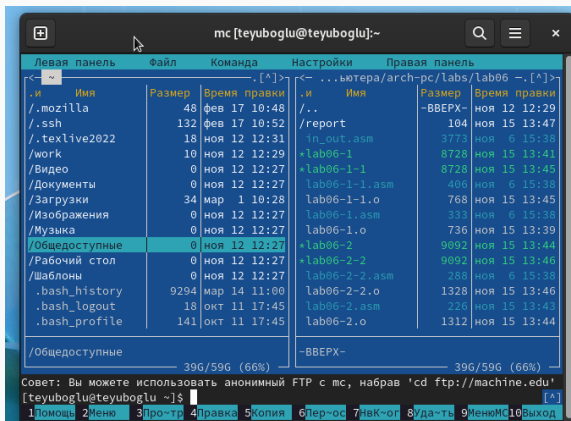 mc [teyuboglu@teyuboglu]:~
Левая панель Файл Команда Настройки Правая панель
<─ ~ .[^]> <─ ...ьютера/arch-pc/labs/lab06 ─.[^]>
.и Имя Размер Время правки .и Имя Размер Время правки
/.mozilla 48 фев 17 10:48 /.. -ВВЕРХ- ноя 12 12:29
/.ssh 132 фев 17 10:52 /report 104 ноя 15 13:47
/.texlive2022 18 ноя 12 12:31 in_out.asm 3773 ноя 6 15:38
/work 10 ноя 12 12:29 *lab06-1 8728 ноя 15 13:41
/Видео 0 ноя 12 12:27 *lab06-1-1 8728 ноя 15 13:45
/Документы 0 ноя 12 12:27 lab06-1-1.asm 406 ноя 6 15:38
/Загрузки 34 мар 1 10:28 lab06-1-1.o 768 ноя 15 13:45
/Изображения 0 ноя 12 12:27 lab06-1.asm 333 ноя 6 15:38
/Музыка 0 ноя 12 12:27 lab06-1.o 736 ноя 15 13:39
/Общедоступные 0 ноя 12 12:27 *lab06-2 9092 ноя 15 13:44
/Рабочий стол 0 ноя 12 12:27 *lab06-2-2 9092 ноя 15 13:46
/Шаблоны 0 ноя 12 12:27 lab06-2-2.asm 288 ноя 6 15:38
.bash_history 9294 мар 14 11:00 lab06-2-2.o 1328 ноя 15 13:46
.bash_logout 18 окт 11 17:45 lab06-2.asm 226 ноя 15 13:43
.bash_profile 141 окт 11 17:45 lab06-2.o 1312 ноя 15 13:44
/Общедоступные -ВВЕРХ-
39G/59G (66%) 39G/59G (66%)
Совет: Вы можете использовать анонимный FTP с mc, набрав 'cd ftp://machine.edu'
[teyuboglu@teyuboglu ~]$ [^]
1Помощь 2Меню 3Про~тр 4Правка 5Копия 6Пер~ос 7НвК~ог 8Уда~ть 9МенюMC 10Выход